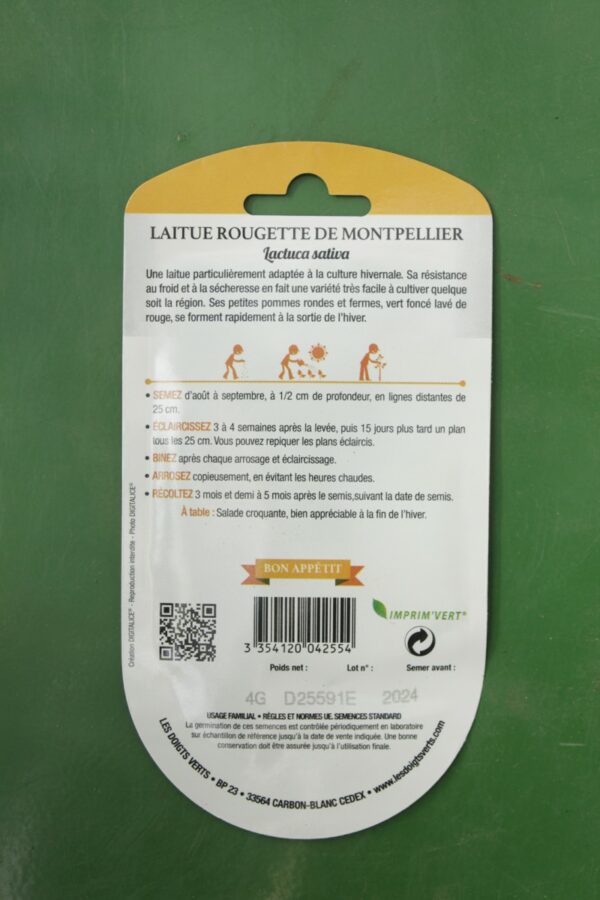 LAITUE ROUGETTE DE MONTPELLIER
Lactuca sativa
Une laitue particulièrement adaptée à la culture hivernale. Sa résistance
au froid et à la sécheresse en fait une variété très facile à cultiver quelque
soit la région. Ses petites pommes rondes et fermes, vert foncé lavé de
rouge, se forment rapidement à la sortie de l'hiver.
• SEMEZ d'août à septembre, à 1/2 cm de profondeur, en lignes distantes de
25 cm.
• ÉCLAIRCISSEZ 3 à 4 semaines après la levée, puis 15 jours plus tard un plan
tous les 25 cm. Vous pouvez repiquer les plans éclaircis.
• BINEZ après chaque arrosage et éclaircissage.
• ARROSEZ copieusement, en évitant les heures chaudes.
• RÉCOLTEZ 3 mois et demi à 5 mois après le semis,suivant la date de semis.
À table : Salade croquante, bien appréciable à la fin de l'hiver.
Création DIGITALICE® - Reproduction interdite - Photo DIGITALICE®
BON APPÉTIT
IMPRIM'VERT®
3 354120 042554
Poids net : Lot n° : Semer avant :
4G D25591E 2024
USAGE FAMILIAL • RÈGLES ET NORMES UE. SEMENCES STANDARD
La germination de ces semences est contrôlée périodiquement en laboratoire
sur échantillon de référence jusqu'à la date de vente indiquée. Une bonne
conservation doit être assurée jusqu'à l'utilisation finale.
LES DOIGTS VERTS • BP 23 • 33564 CARBON-BLANC CEDEX • www.lesdoigtsverts.com